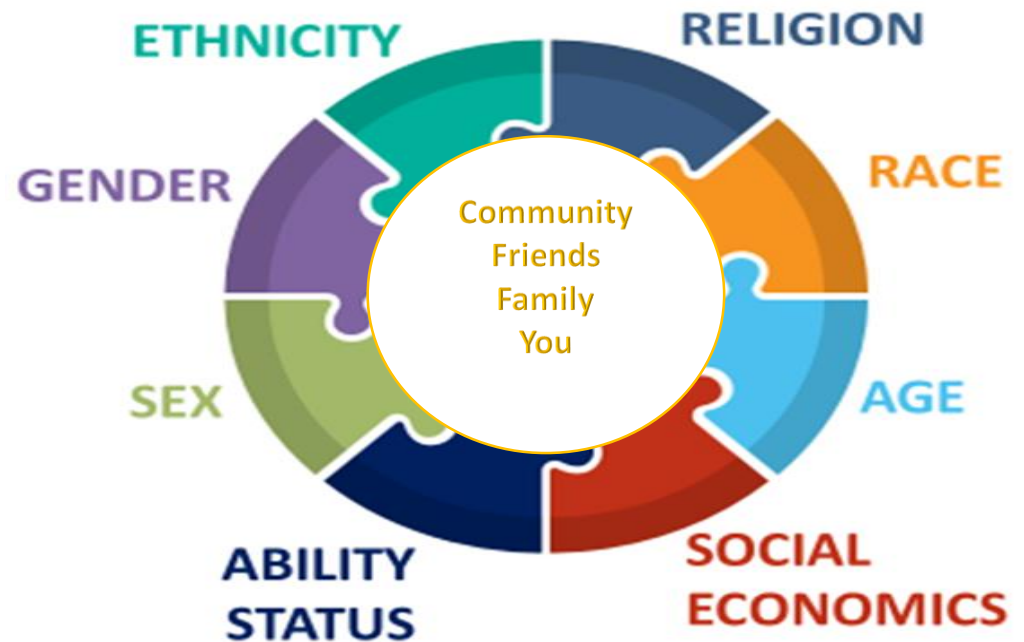 ETHNICITY
RELIGION
GENDER
RACE
Community
Friends
Family
You
SEX
AGE
ABILITY
STATUS
SOCIAL
ECONOMICS